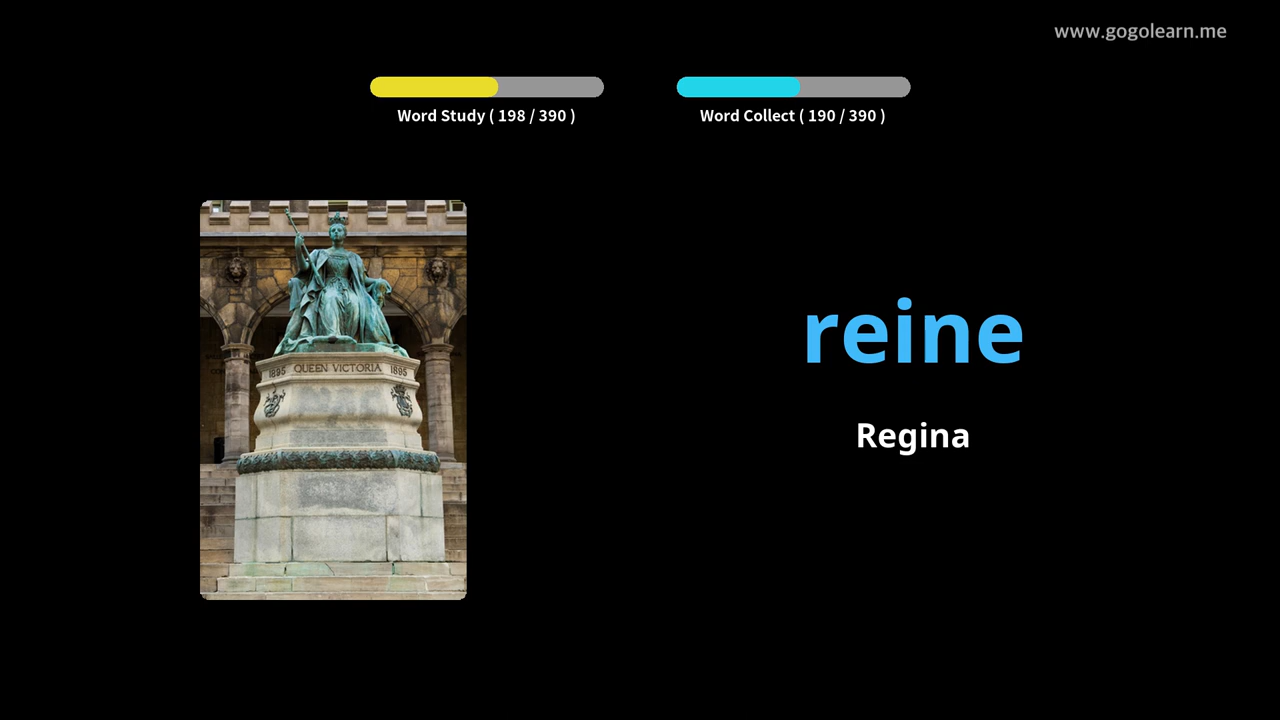 www.gogolearn.me
Word Study ( 198 / 390 )
Word Collect ( 190 / 390 )
1895 QUEEN VICTORIA 1895
reine
Regina